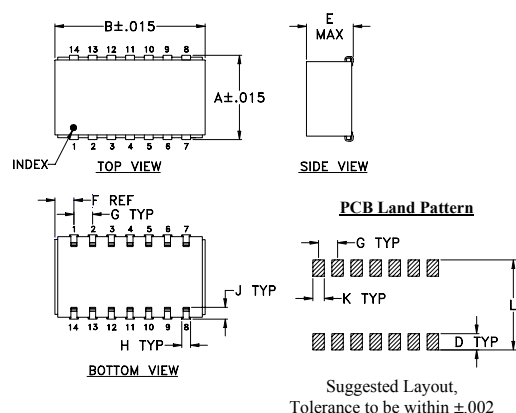 B±.015
14 13 12 11 10 9 8
A±.015
INDEX
1 2 3 4 5 6 7
TOP VIEW
E
MAX
SIDE VIEW
F REF
G TYP
1 2 3 4 5 6 7
J TYP
14 13 12 11 10 9 8
H TYP
BOTTOM VIEW
PCB Land Pattern
G TYP
K TYP
L
D TYP
Suggested Layout,
Tolerance to be within ±.002